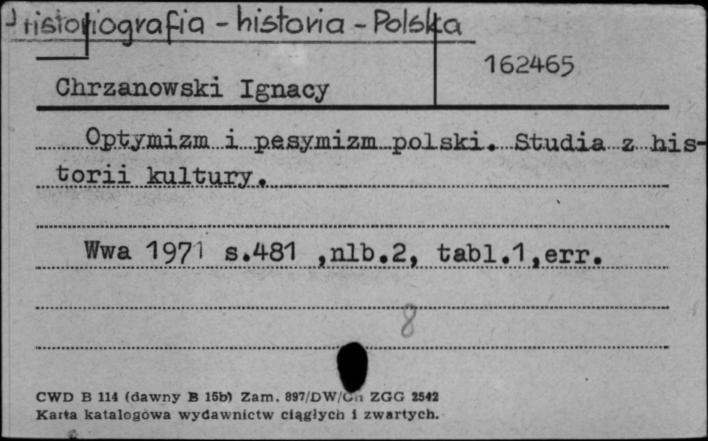 Historiografia - historia - Polska
162465
Chrzanowski Ignacy
Optymizm i pesymizm polski. Studia z his-
torii kultury.
Wwa 1971 s.481 ,nlb.2, tabl.1,err.
8
CWD B 114 (dawny B 15b) Zam. 897/DW/Gn ZGG 2542
Karta katalogowa wydawnictw ciągłych i zwartych.